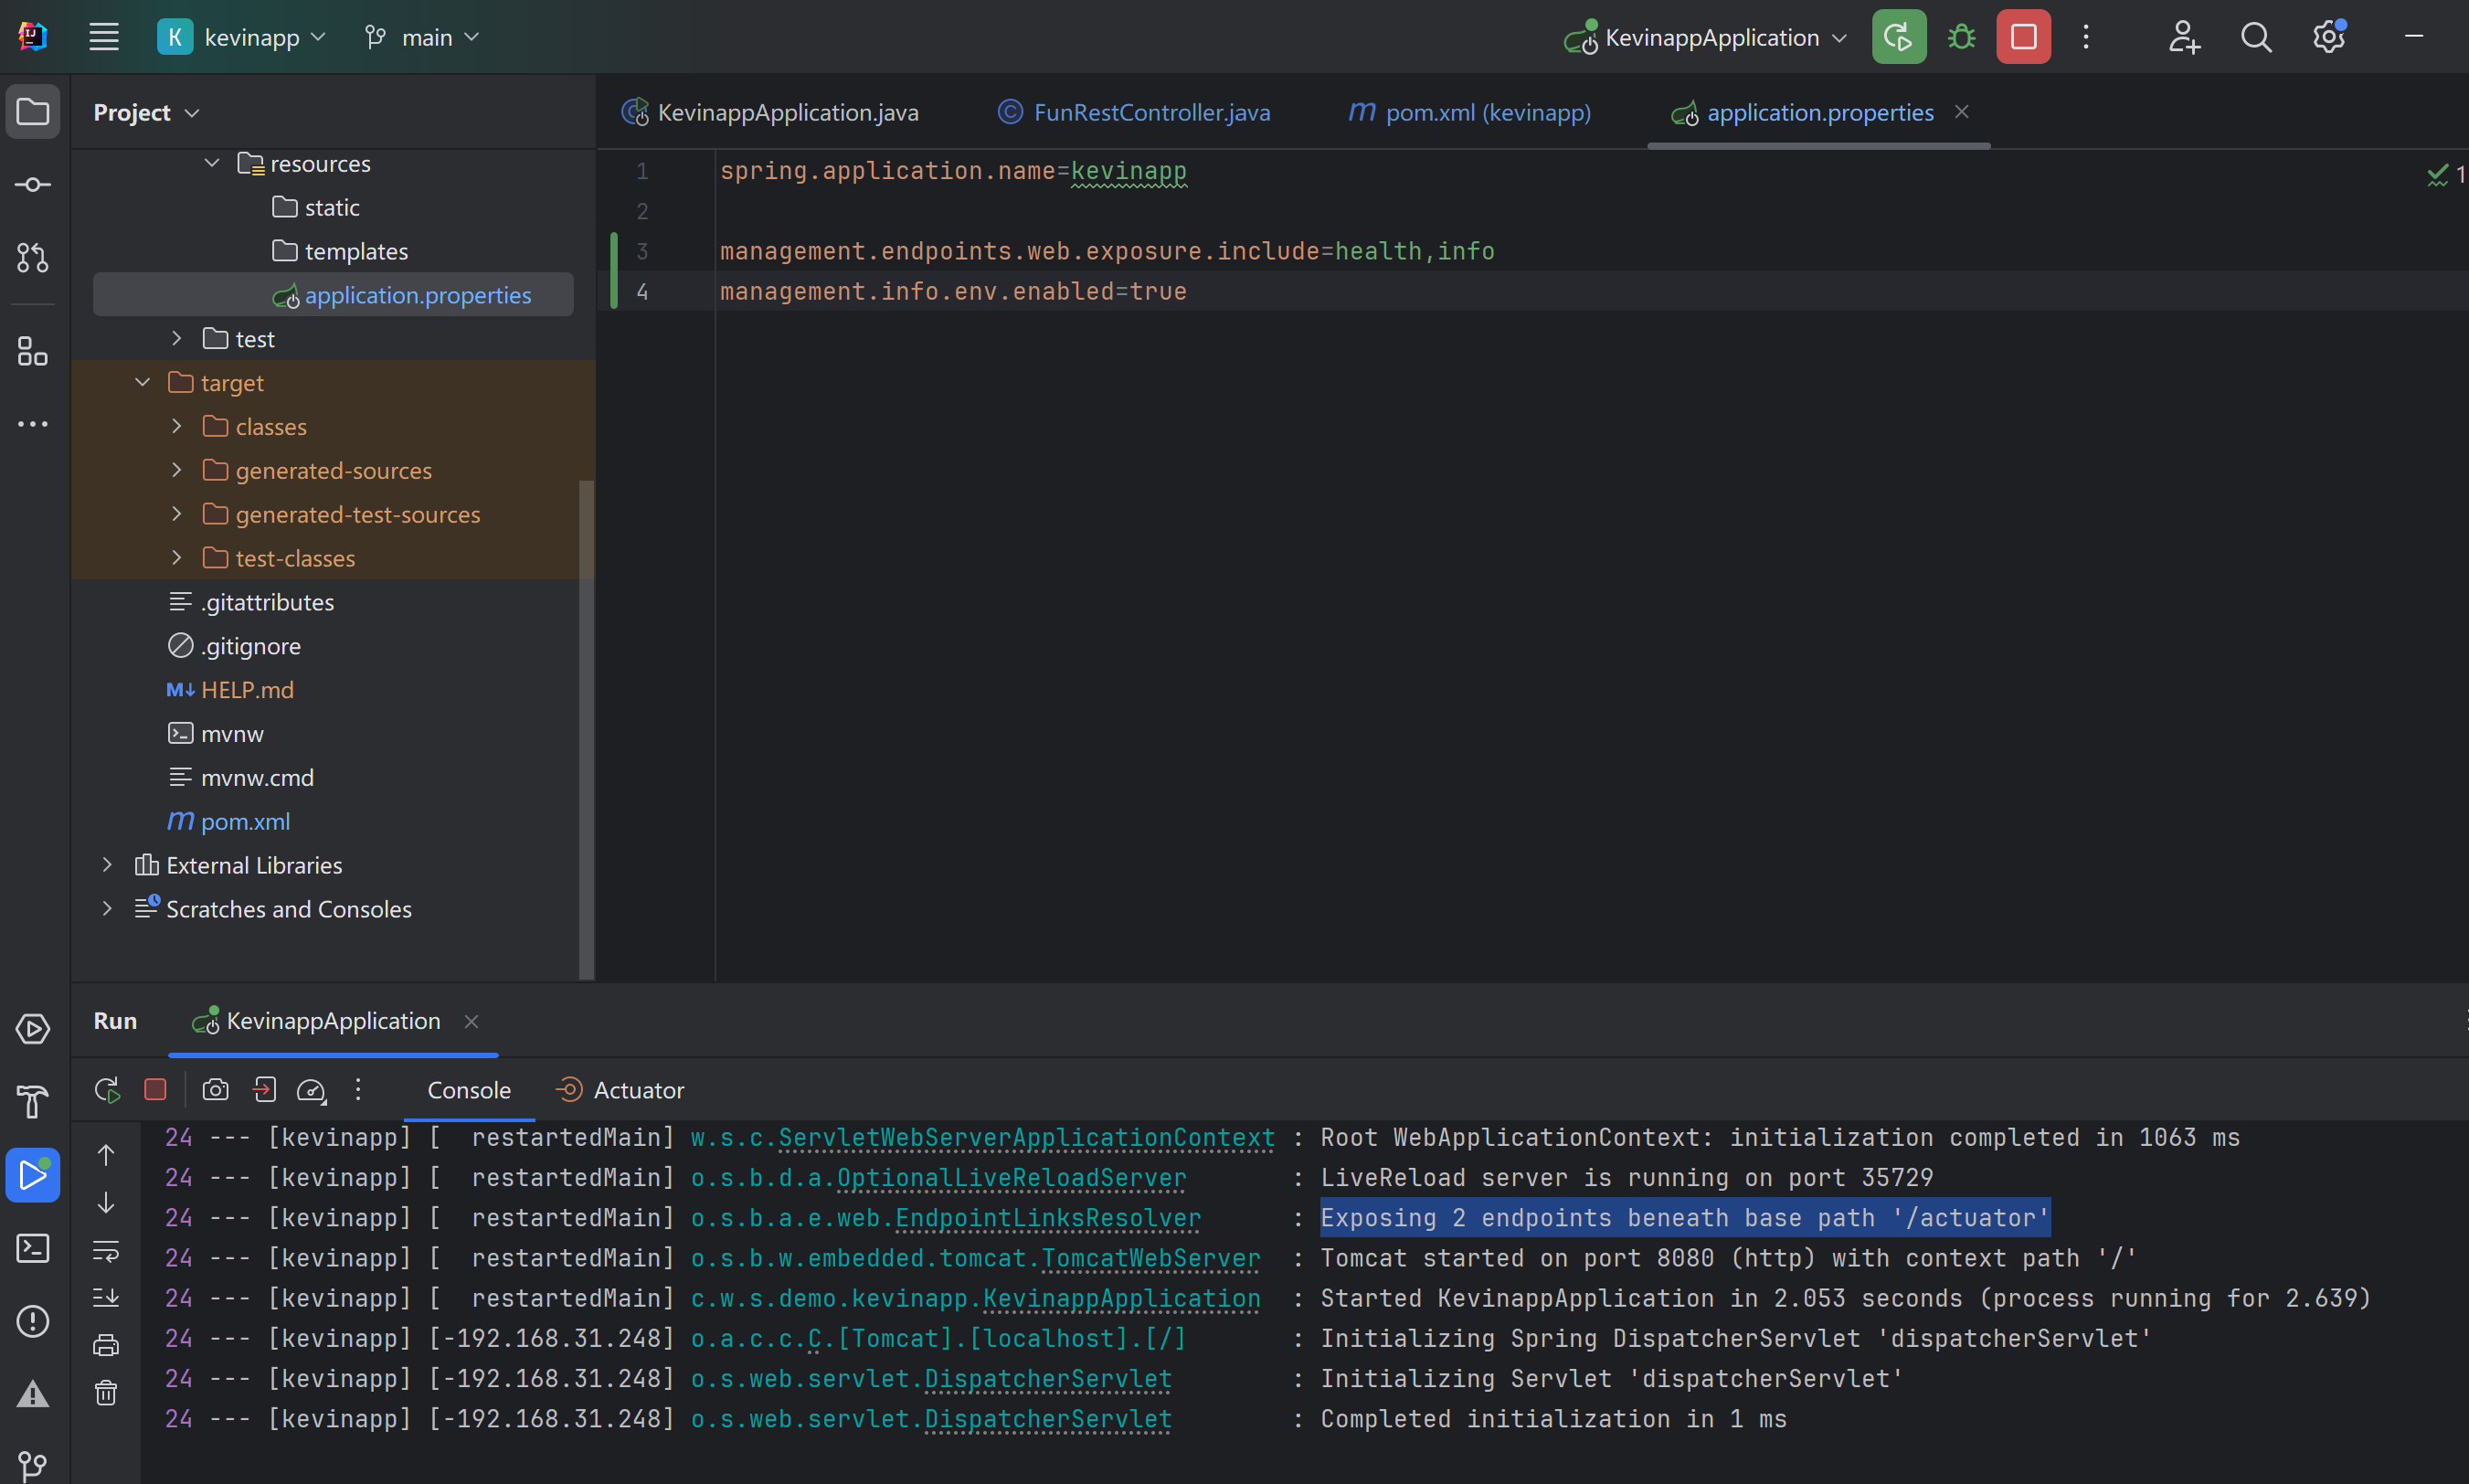 K kevinapp main KevinappApplication
Project
KevinappApplication.java FunRestController.java m pom.xml (kevinapp) application.properties
resources
static
templates
application.properties
test
target
classes
generated-sources
generated-test-sources
test-classes
.gitattributes
.gitignore
M↓ HELP.md
mvnw
mvnw.cmd
m pom.xml
External Libraries
Scratches and Consoles
1 spring.application.name=kevinapp
2
3 management.endpoints.web.exposure.include=health,info
4 management.info.env.enabled=true
1
Run KevinappApplication
Console Actuator
24 --- [kevinapp] [  restartedMain] w.s.c.ServletWebServerApplicationContext : Root WebApplicationContext: initialization completed in 1063 ms
24 --- [kevinapp] [  restartedMain] o.s.b.d.a.OptionalLiveReloadServer : LiveReload server is running on port 35729
24 --- [kevinapp] [  restartedMain] o.s.b.a.e.web.EndpointLinksResolver : Exposing 2 endpoints beneath base path '/actuator'
24 --- [kevinapp] [  restartedMain] o.s.b.w.embedded.tomcat.TomcatWebServer : Tomcat started on port 8080 (http) with context path '/'
24 --- [kevinapp] [  restartedMain] c.w.s.demo.kevinapp.KevinappApplication : Started KevinappApplication in 2.053 seconds (process running for 2.639)
24 --- [kevinapp] [-192.168.31.248] o.a.c.c.C.[Tomcat].[localhost].[/] : Initializing Spring DispatcherServlet 'dispatcherServlet'
24 --- [kevinapp] [-192.168.31.248] o.s.web.servlet.DispatcherServlet : Initializing Servlet 'dispatcherServlet'
24 --- [kevinapp] [-192.168.31.248] o.s.web.servlet.DispatcherServlet : Completed initialization in 1 ms